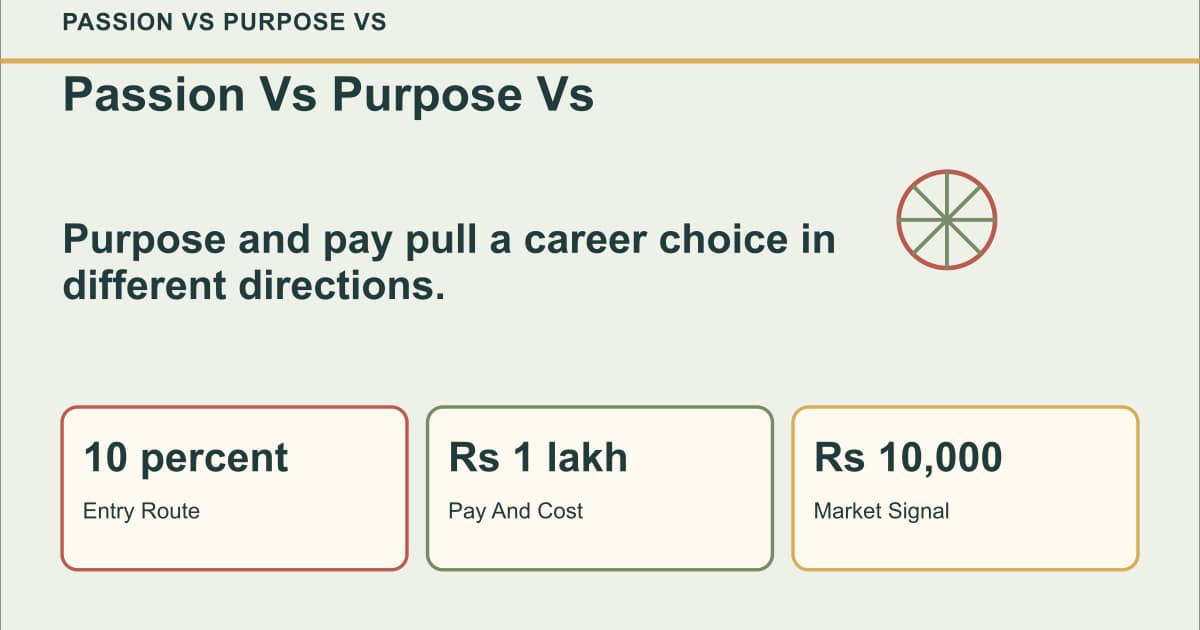 PASSION VS PURPOSE VS
Passion Vs Purpose Vs
Purpose and pay pull a career choice in
different directions.
10 percent
Entry Route
Rs 1 lakh
Pay And Cost
Rs 10,000
Market Signal